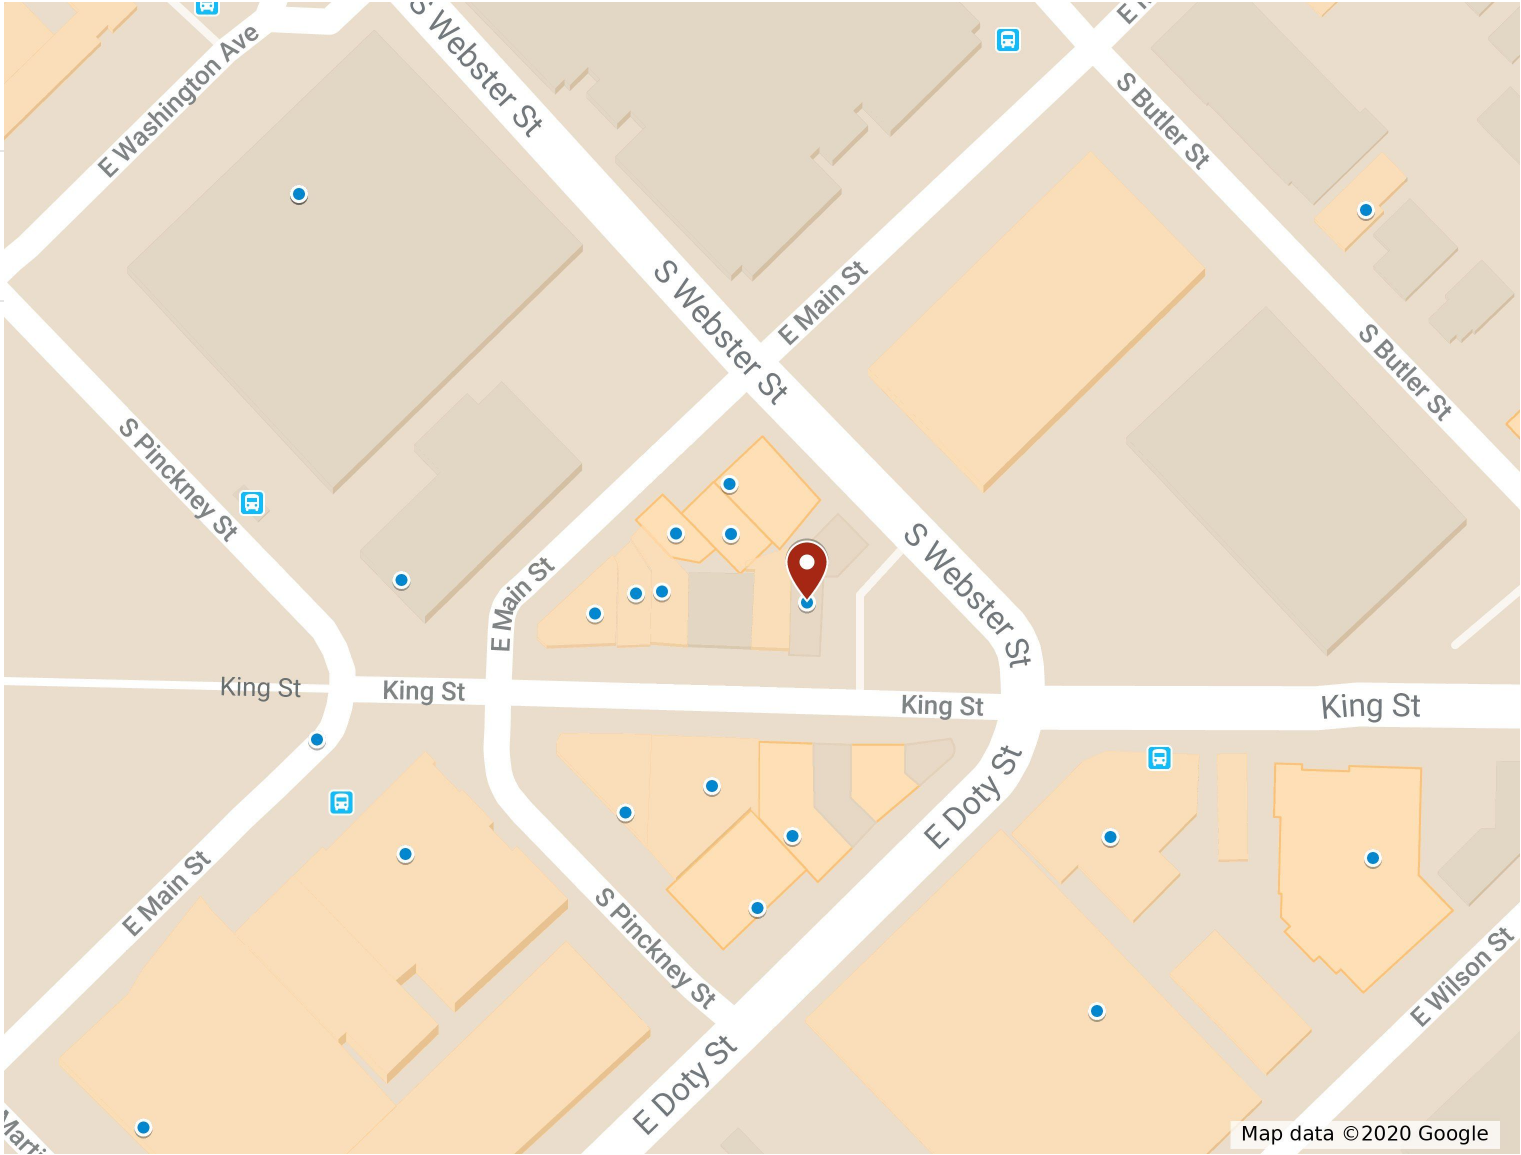 S Webster St
E Washington Ave
S Butler St
S Webster St
E Main St
S Butler St
S Pinckney St
S Webster St
E Main St
King St
King St
King St
King St
E Doty St
E Main St
S Pinckney St
E Wilson St
E Doty St
Map data ©2020 Google